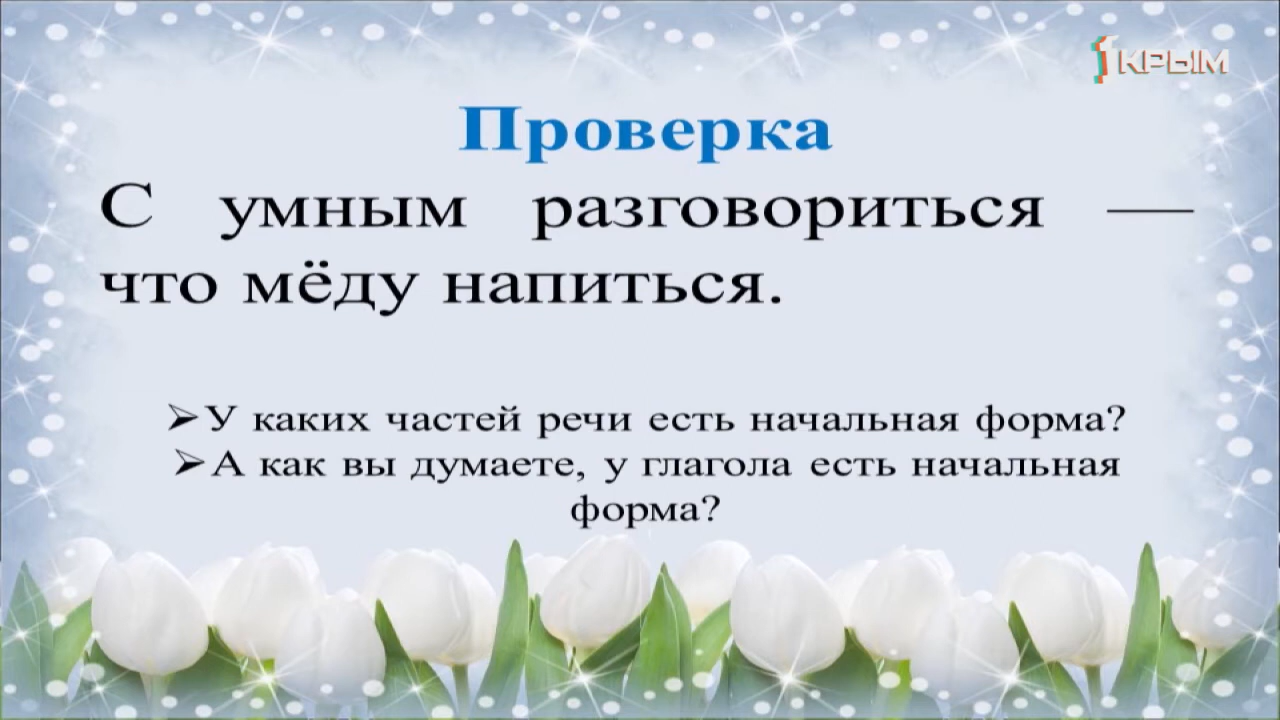 1КРЫМ
Проверка
С умным разговориться —
что мёду напиться.
➢У каких частей речи есть начальная форма?
➢А как вы думаете, у глагола есть начальная
форма?